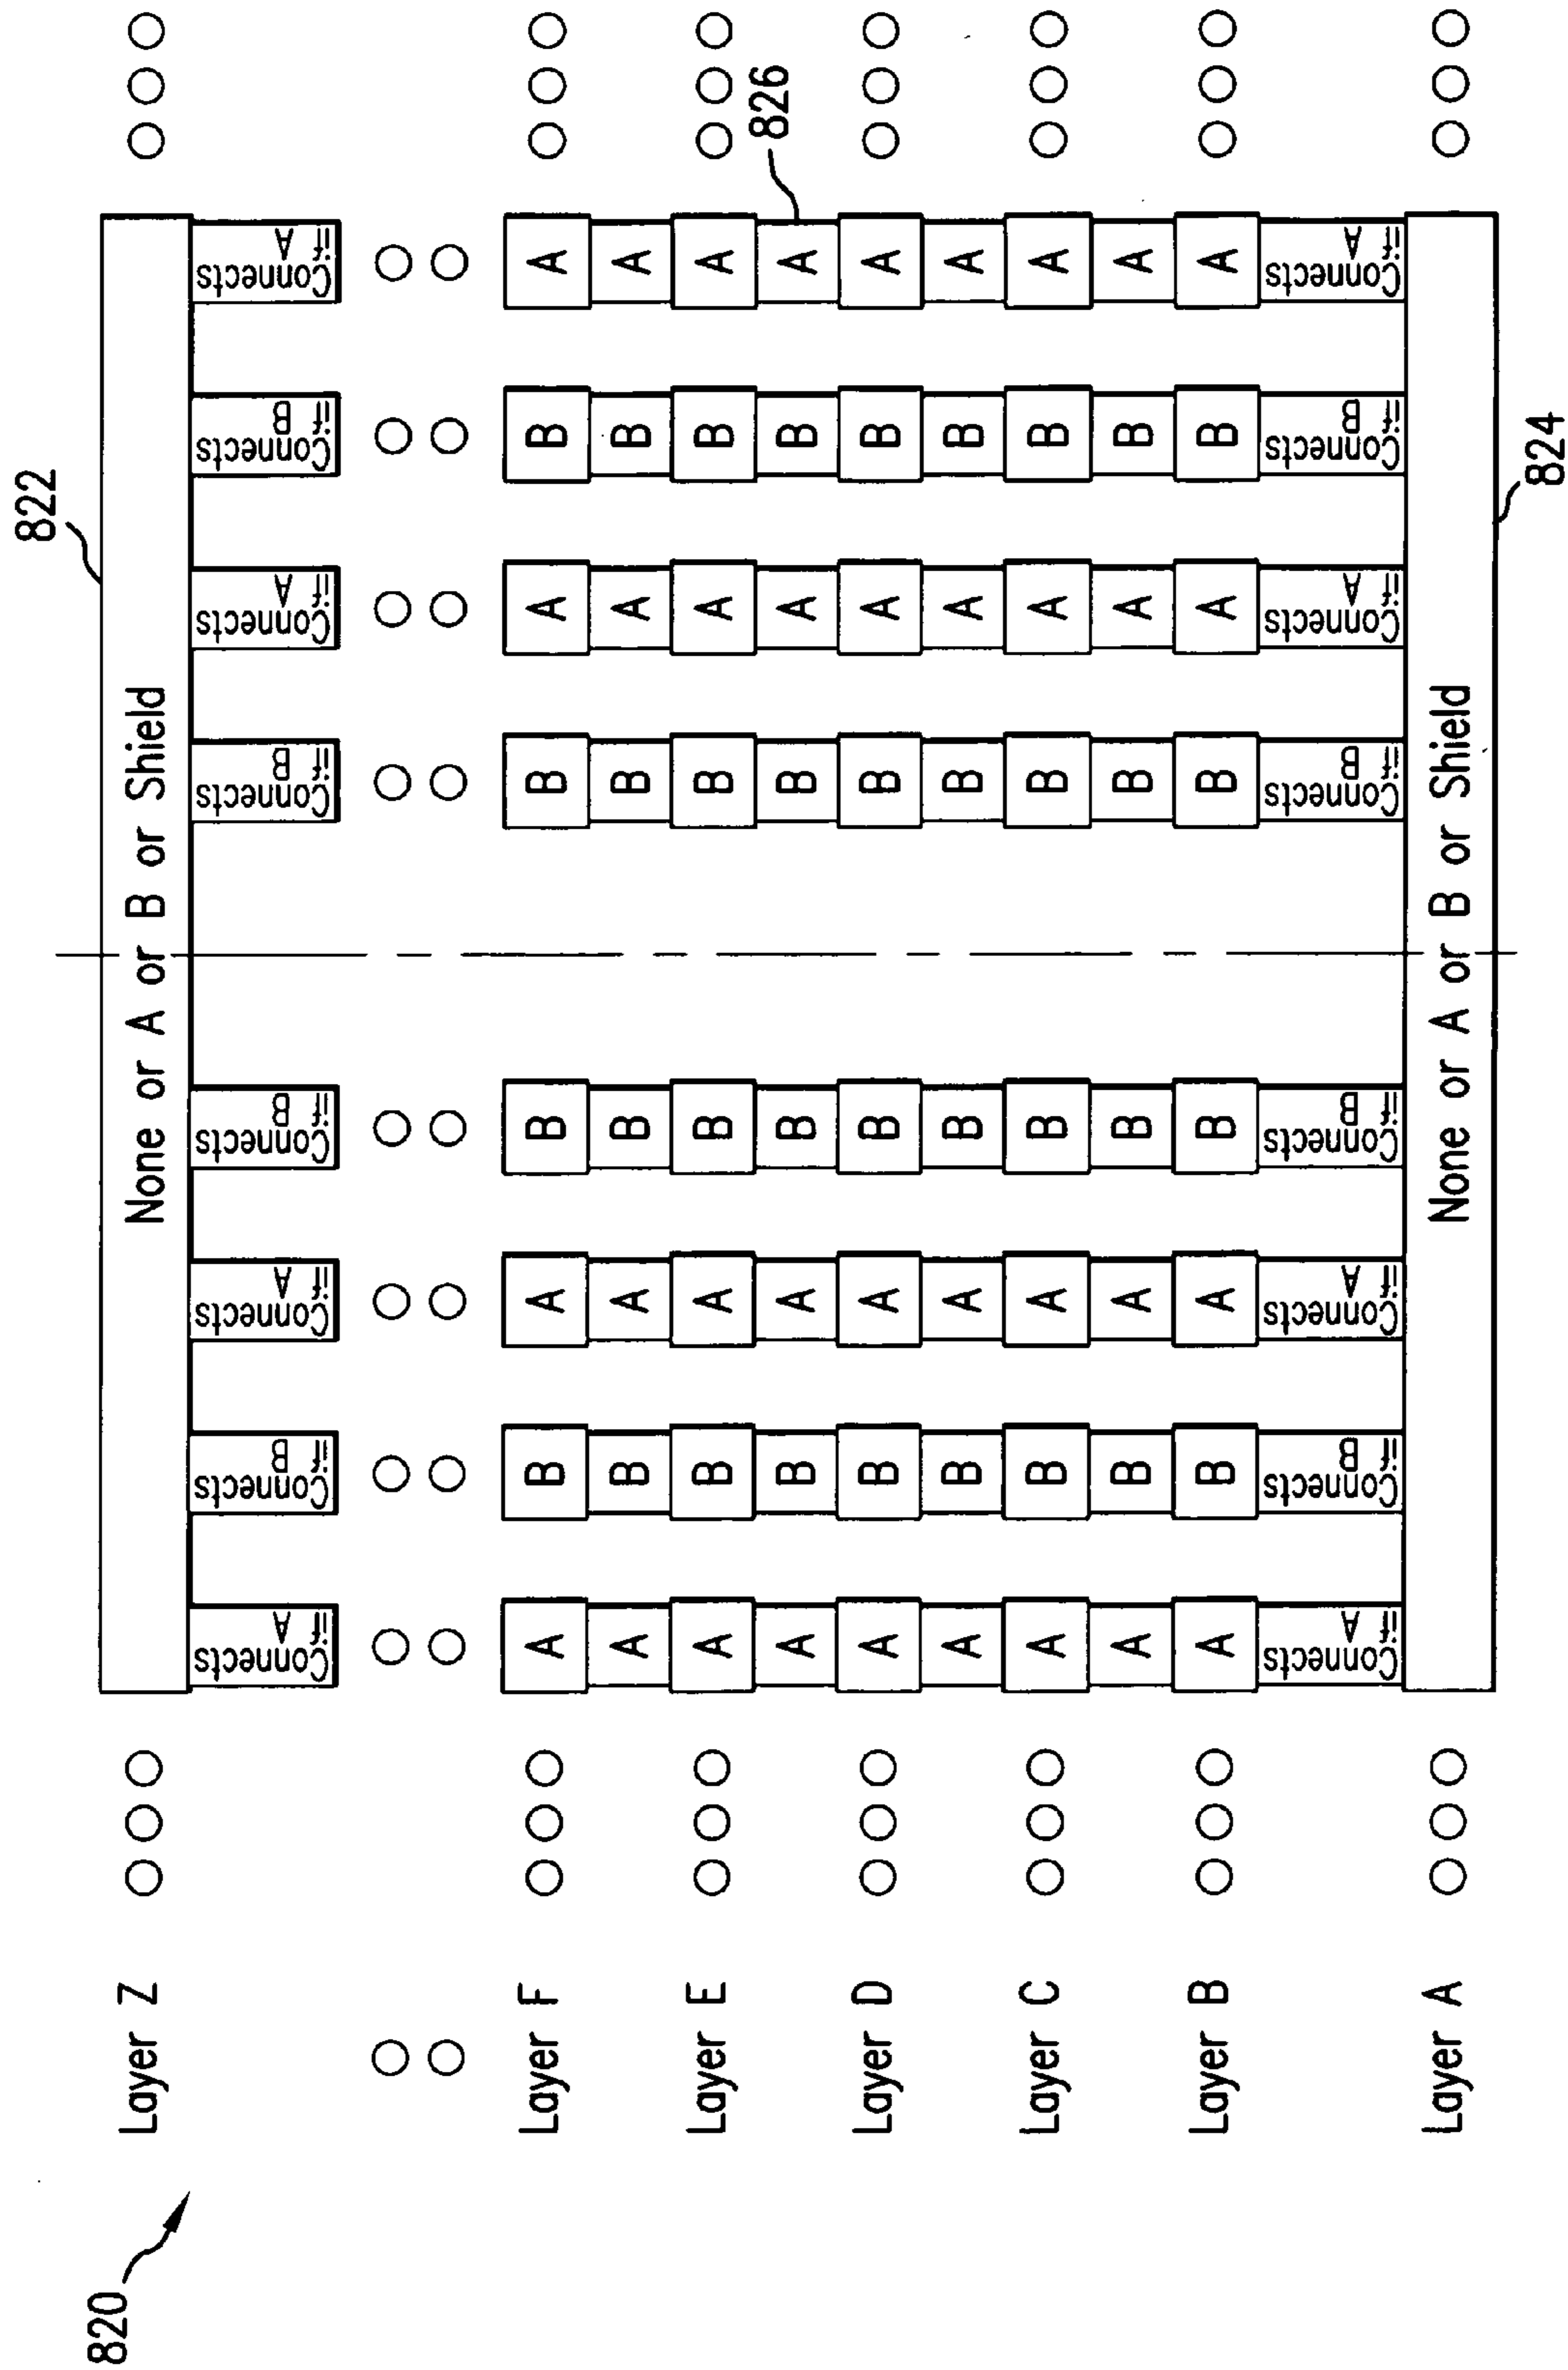 822
820
Layer Z None or A or B or Shield
Connects if A
Connects if B
Connects if A
Connects if B
Connects if B
Connects if A
Connects if B
Connects if A
Layer F A B A B B A B A
A B A B B A B A
Layer E A B A B B A B A
A B A B B A B A 826
Layer D A B A B B A B A
A B A B B A B A
Layer C A B A B B A B A
A B A B B A B A
Layer B A B A B B A B A
Connects if A
Connects if B
Connects if A
Connects if B
Connects if B
Connects if A
Connects if B
Connects if A
Layer A None or A or B or Shield
824